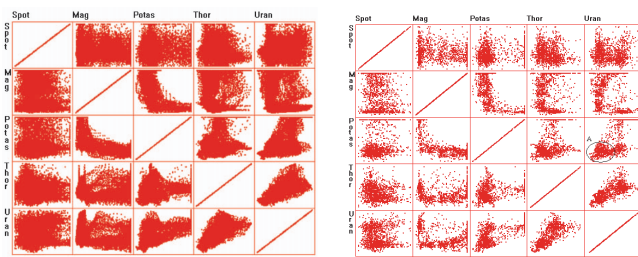 Spot Mag Potas Thor Uran
Spot
Mag
Potas
Thor
Uran
Spot Mag Potas Thor Uran
Spot
Mag
Potas
A
Thor
Uran